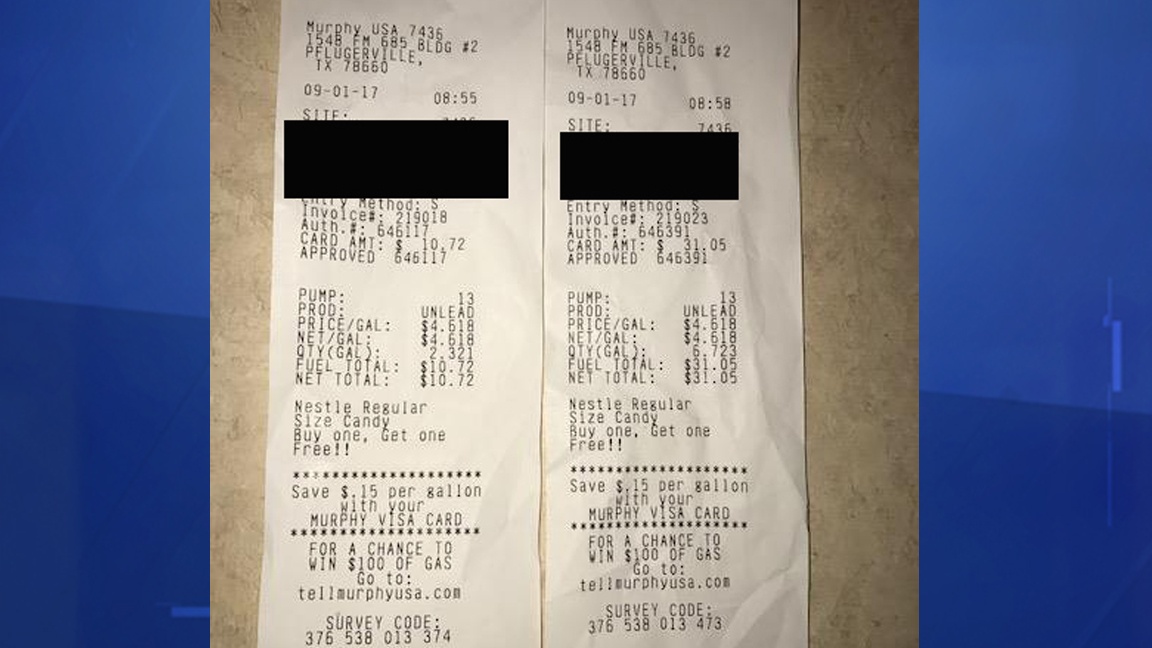 Murphy USA 7436
1548 FM 685 BLDG #2
PFLUGERVILLE,
TX 78660
09-01-17 08:55
SITE: 7436
Entry Method: S
Invoice#: 219018
Auth.#: 646117
CARD AMT: $ 10.72
APPROVED 646117
PUMP: 13
PROD: UNLEAD
PRICE/GAL: $4.618
NET/GAL: $4.618
QTY(GAL): 2.321
FUEL TOTAL: $10.72
NET TOTAL: $10.72
Nestle Regular
Size Candy
Buy one, Get one
Free!!
*******************
Save $.15 per gallon
with your
MURPHY VISA CARD
*******************
FOR A CHANCE TO
WIN $100 OF GAS
Go to:
tellmurphyusa.com
SURVEY CODE:
376 538 013 374
Murphy USA 7436
1548 FM 685 BLDG #2
PFLUGERVILLE,
TX 78660
09-01-17 08:58
SITE: 7436
Entry Method: S
Invoice#: 219023
Auth.#: 646391
CARD AMT: $ 31.05
APPROVED 646391
PUMP: 13
PROD: UNLEAD
PRICE/GAL: $4.618
NET/GAL: $4.618
QTY(GAL): 6.723
FUEL TOTAL: $31.05
NET TOTAL: $31.05
Nestle Regular
Size Candy
Buy one, Get one
Free!!
*******************
Save $.15 per gallon
with your
MURPHY VISA CARD
*******************
FOR A CHANCE TO
WIN $100 OF GAS
Go to:
tellmurphyusa.com
SURVEY CODE:
376 538 013 473